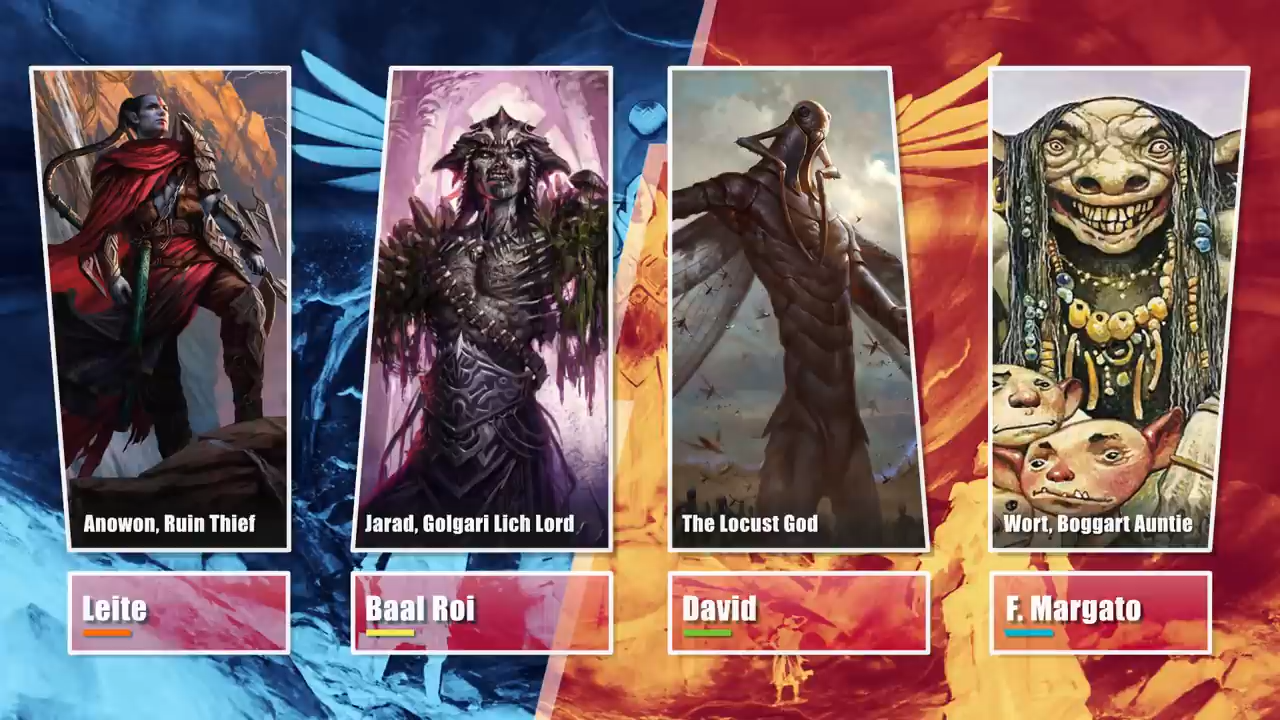 Anowon, Ruin Thief
Jarad, Golgari Lich Lord
The Locust God
Wort, Boggart Auntie
Leite
Baal Roi
David
F. Margato